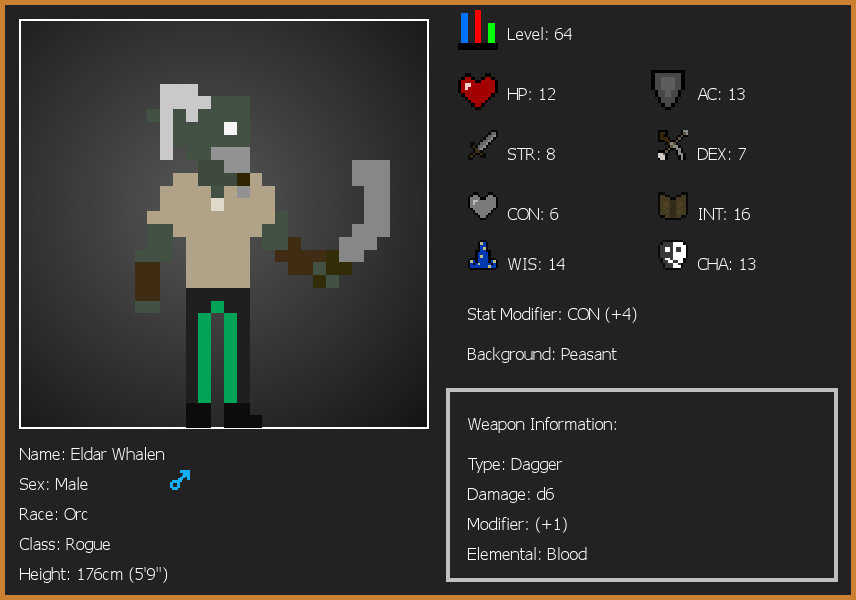 Level: 64
HP: 12
AC: 13
STR: 8
DEX: 7
CON: 6
INT: 16
WIS: 14
CHA: 13
Stat Modifier: CON (+4)
Background: Peasant
Weapon Information:
Type: Dagger
Damage: d6
Modifier: (+1)
Elemental: Blood
Name: Eldar Whalen
Sex: Male
Race: Orc
Class: Rogue
Height: 176cm (5'9")